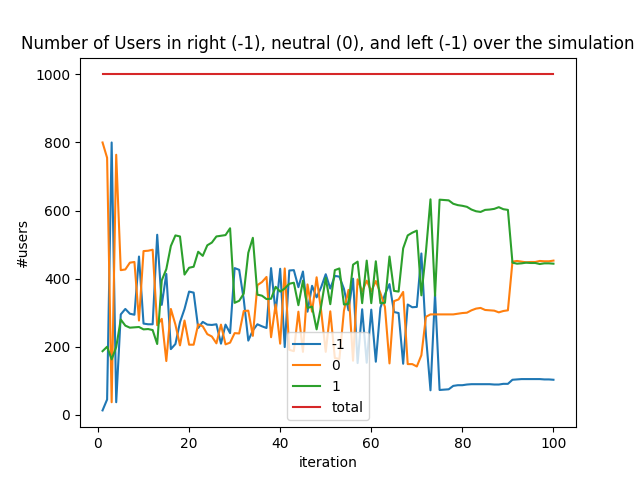 Number of Users in right (-1), neutral (0), and left (-1) over the simulation
1000
800
600
400
200
0
#users
-1
0
1
total
0 20 40 60 80 100
iteration